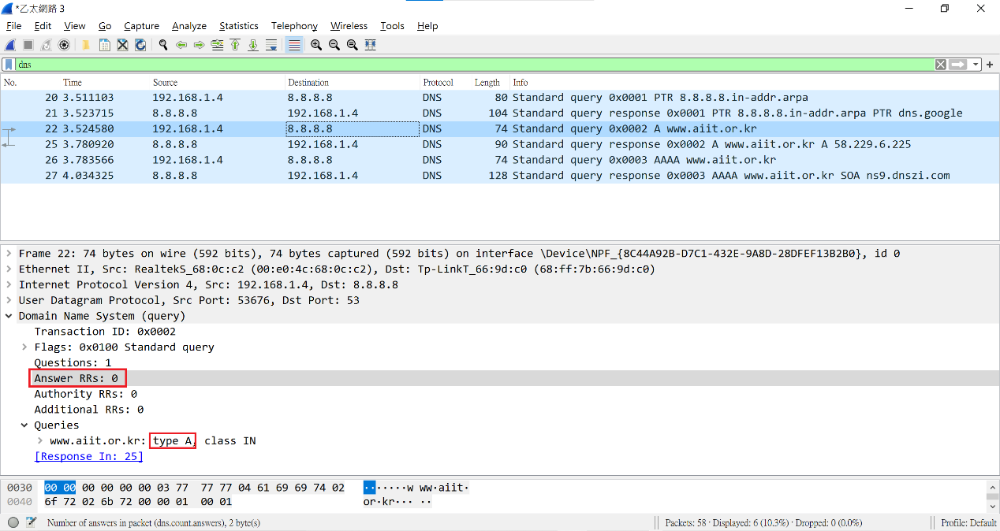 *乙太網路 3
File Edit View Go Capture Analyze Statistics Telephony Wireless Tools Help
dns
No. Time Source Destination Protocol Length Info
20 3.511103 192.168.1.4 8.8.8.8 DNS 80 Standard query 0x0001 PTR 8.8.8.8.in-addr.arpa
21 3.523715 8.8.8.8 192.168.1.4 DNS 104 Standard query response 0x0001 PTR 8.8.8.8.in-addr.arpa PTR dns.google
22 3.524580 192.168.1.4 8.8.8.8 DNS 74 Standard query 0x0002 A www.aiit.or.kr
25 3.780920 8.8.8.8 192.168.1.4 DNS 90 Standard query response 0x0002 A www.aiit.or.kr A 58.229.6.225
26 3.783566 192.168.1.4 8.8.8.8 DNS 74 Standard query 0x0003 AAAA www.aiit.or.kr
27 4.034325 8.8.8.8 192.168.1.4 DNS 128 Standard query response 0x0003 AAAA www.aiit.or.kr SOA ns9.dnszi.com
Frame 22: 74 bytes on wire (592 bits), 74 bytes captured (592 bits) on interface \Device\NPF_{8C44A92B-D7C1-432E-9A8D-28DFEF13B2B0}, id 0
Ethernet II, Src: RealtekS_68:0c:c2 (00:e0:4c:68:0c:c2), Dst: Tp-LinkT_66:9d:c0 (68:ff:7b:66:9d:c0)
Internet Protocol Version 4, Src: 192.168.1.4, Dst: 8.8.8.8
User Datagram Protocol, Src Port: 53676, Dst Port: 53
Domain Name System (query)
Transaction ID: 0x0002
Flags: 0x0100 Standard query
Questions: 1
Answer RRs: 0
Authority RRs: 0
Additional RRs: 0
Queries
www.aiit.or.kr: type A, class IN
[Response In: 25]
0030 00 00 00 00 00 00 03 77 77 77 04 61 69 69 74 02 ·······w ww·aiit·
0040 6f 72 02 6b 72 00 00 01 00 01 or·kr··· ··
Number of answers in packet (dns.count.answers), 2 byte(s)
Packets: 58 · Displayed: 6 (10.3%) · Dropped: 0 (0.0%)
Profile: Default